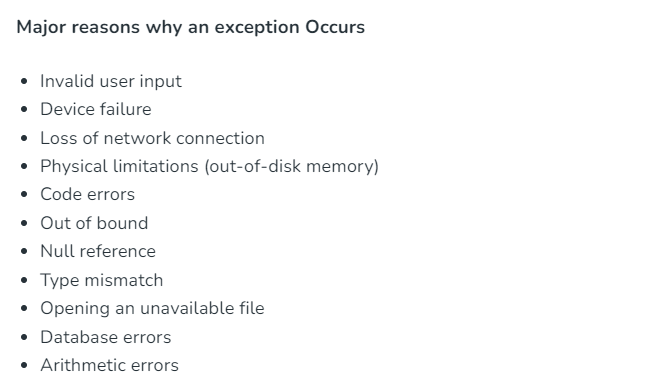 Major reasons why an exception Occurs
• Invalid user input
• Device failure
• Loss of network connection
• Physical limitations (out-of-disk memory)
• Code errors
• Out of bound
• Null reference
• Type mismatch
• Opening an unavailable file
• Database errors
• Arithmetic errors